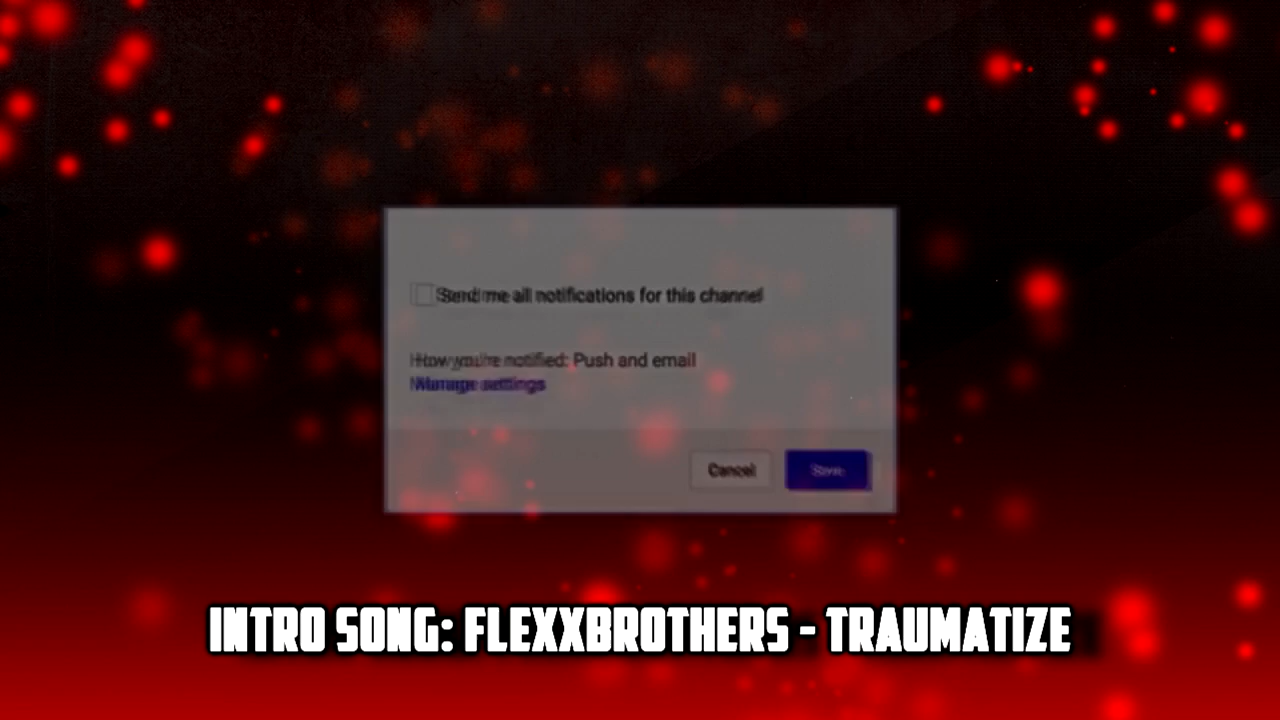 Send me all notifications for this channel
How you're notified: Push and email
Manage settings
Cancel
Save
INTRO SONG: FLEXXBROTHERS - TRAUMATIZE